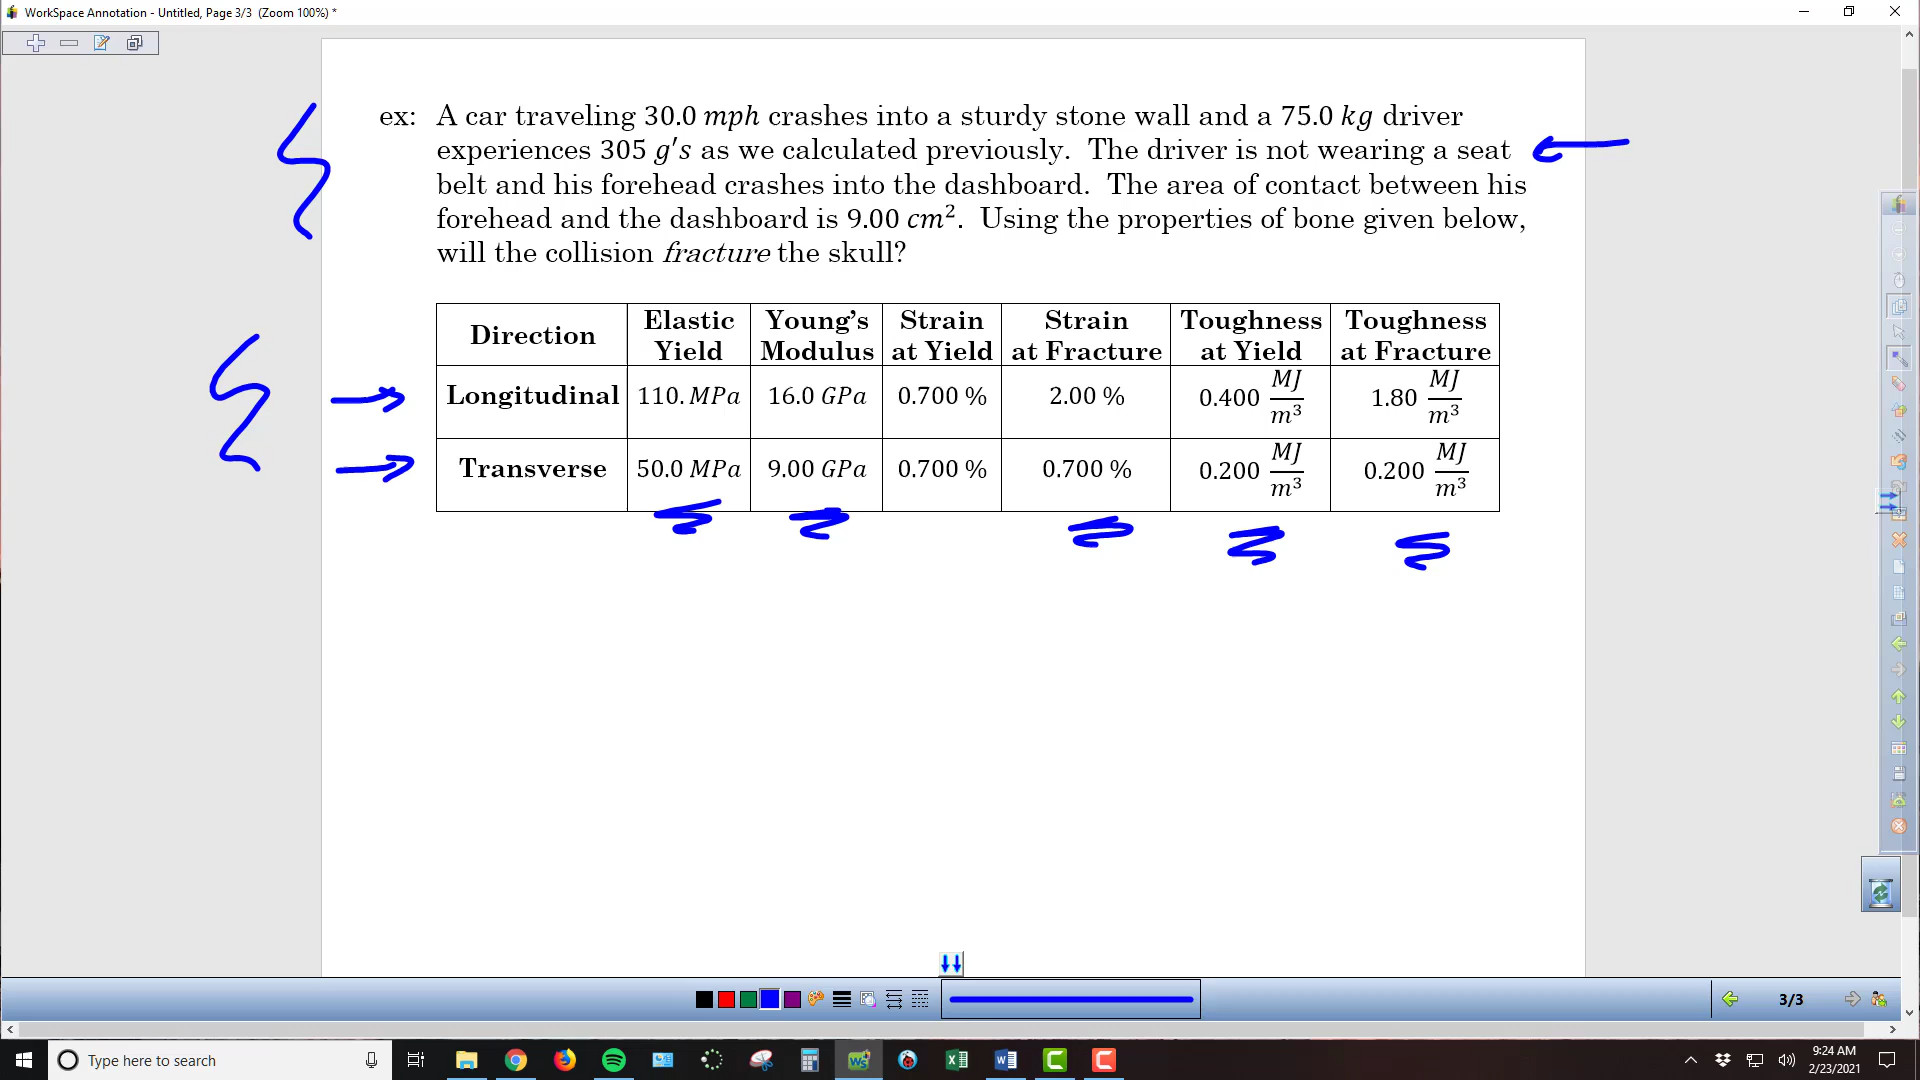 WorkSpace Annotation - Untitled, Page 3/3 (Zoom 100%) *
ex: A car traveling 30.0 mph crashes into a sturdy stone wall and a 75.0 kg driver
experiences 305 g's as we calculated previously. The driver is not wearing a seat
belt and his forehead crashes into the dashboard. The area of contact between his
forehead and the dashboard is 9.00 cm². Using the properties of bone given below,
will the collision fracture the skull?
Direction Elastic Yield Young's Modulus Strain at Yield Strain at Fracture Toughness at Yield Toughness at Fracture
Longitudinal 110. MPa 16.0 GPa 0.700 % 2.00 % 0.400 MJ/m³ 1.80 MJ/m³
Transverse 50.0 MPa 9.00 GPa 0.700 % 0.700 % 0.200 MJ/m³ 0.200 MJ/m³
3/3
Type here to search
9:24 AM
2/23/2021